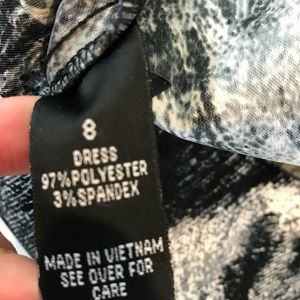 8
DRESS
97%POLYESTER
3%SPANDEX
MADE IN VIETNAM
SEE OVER FOR
CARE